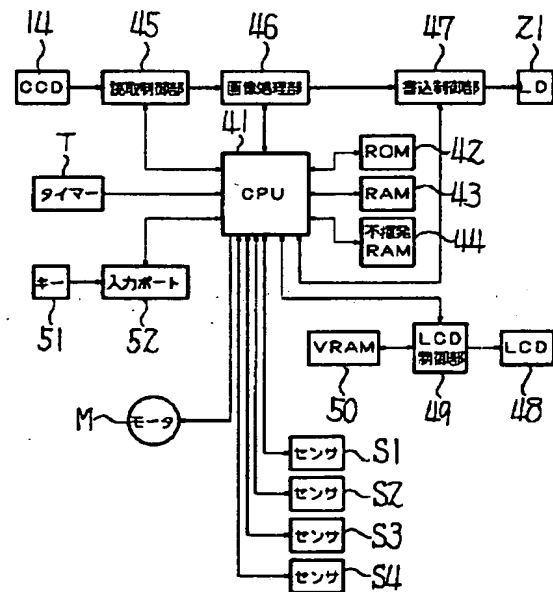 14
45
46
47
21
CCD
読取制御部
画像処理部
書込制御部
LD
41
CPU
T
タイマー
ROM
42
RAM
43
不揮発
RAM
44
キー
51
入力ポート
52
VRAM
50
LCD
制御部
49
LCD
48
M
モータ
センサ
S1
センサ
S2
センサ
S3
センサ
S4